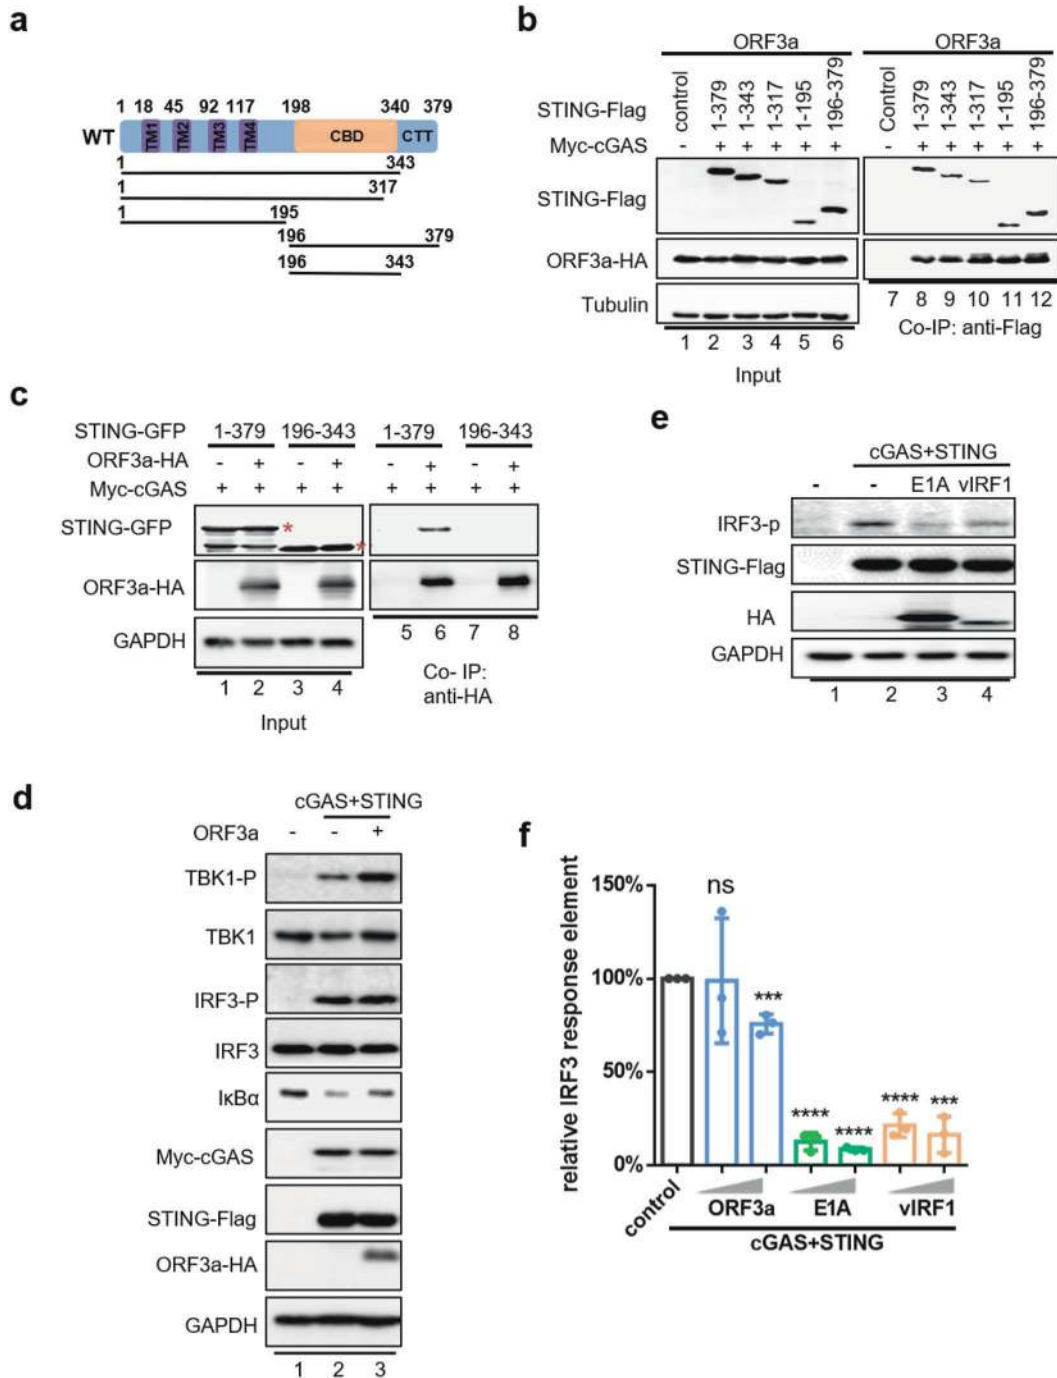 a
1 18 45 92 117 198 340 379
WT TM1 TM2 TM3 TM4 CBD CTT
1 343
1 317
1 195
196 379
196 343
b
ORF3a ORF3a
STING-Flag control 1-379 1-343 1-317 1-195 196-379 Control 1-379 1-343 1-317 1-195 196-379
Myc-cGAS - + + + + + - + + + + +
STING-Flag
ORF3a-HA
Tubulin
7 8 9 10 11 12
Co-IP: anti-Flag
1 2 3 4 5 6
Input
c
STING-GFP 1-379 196-343 1-379 196-343
ORF3a-HA - + - + - + - +
Myc-cGAS + + + + + + + +
STING-GFP * *
ORF3a-HA
GAPDH
5 6 7 8
Co- IP:
anti-HA
1 2 3 4
Input
e
cGAS+STING
- - E1A vIRF1
IRF3-p
STING-Flag
HA
GAPDH
1 2 3 4
d
cGAS+STING
ORF3a - - +
TBK1-P
TBK1
IRF3-P
IRF3
IκBα
Myc-cGAS
STING-Flag
ORF3a-HA
GAPDH
1 2 3
f
relative IRF3 response element
150%
100%
50%
0%
ns
***
****
****
****
***
control ORF3a E1A vIRF1
cGAS+STING